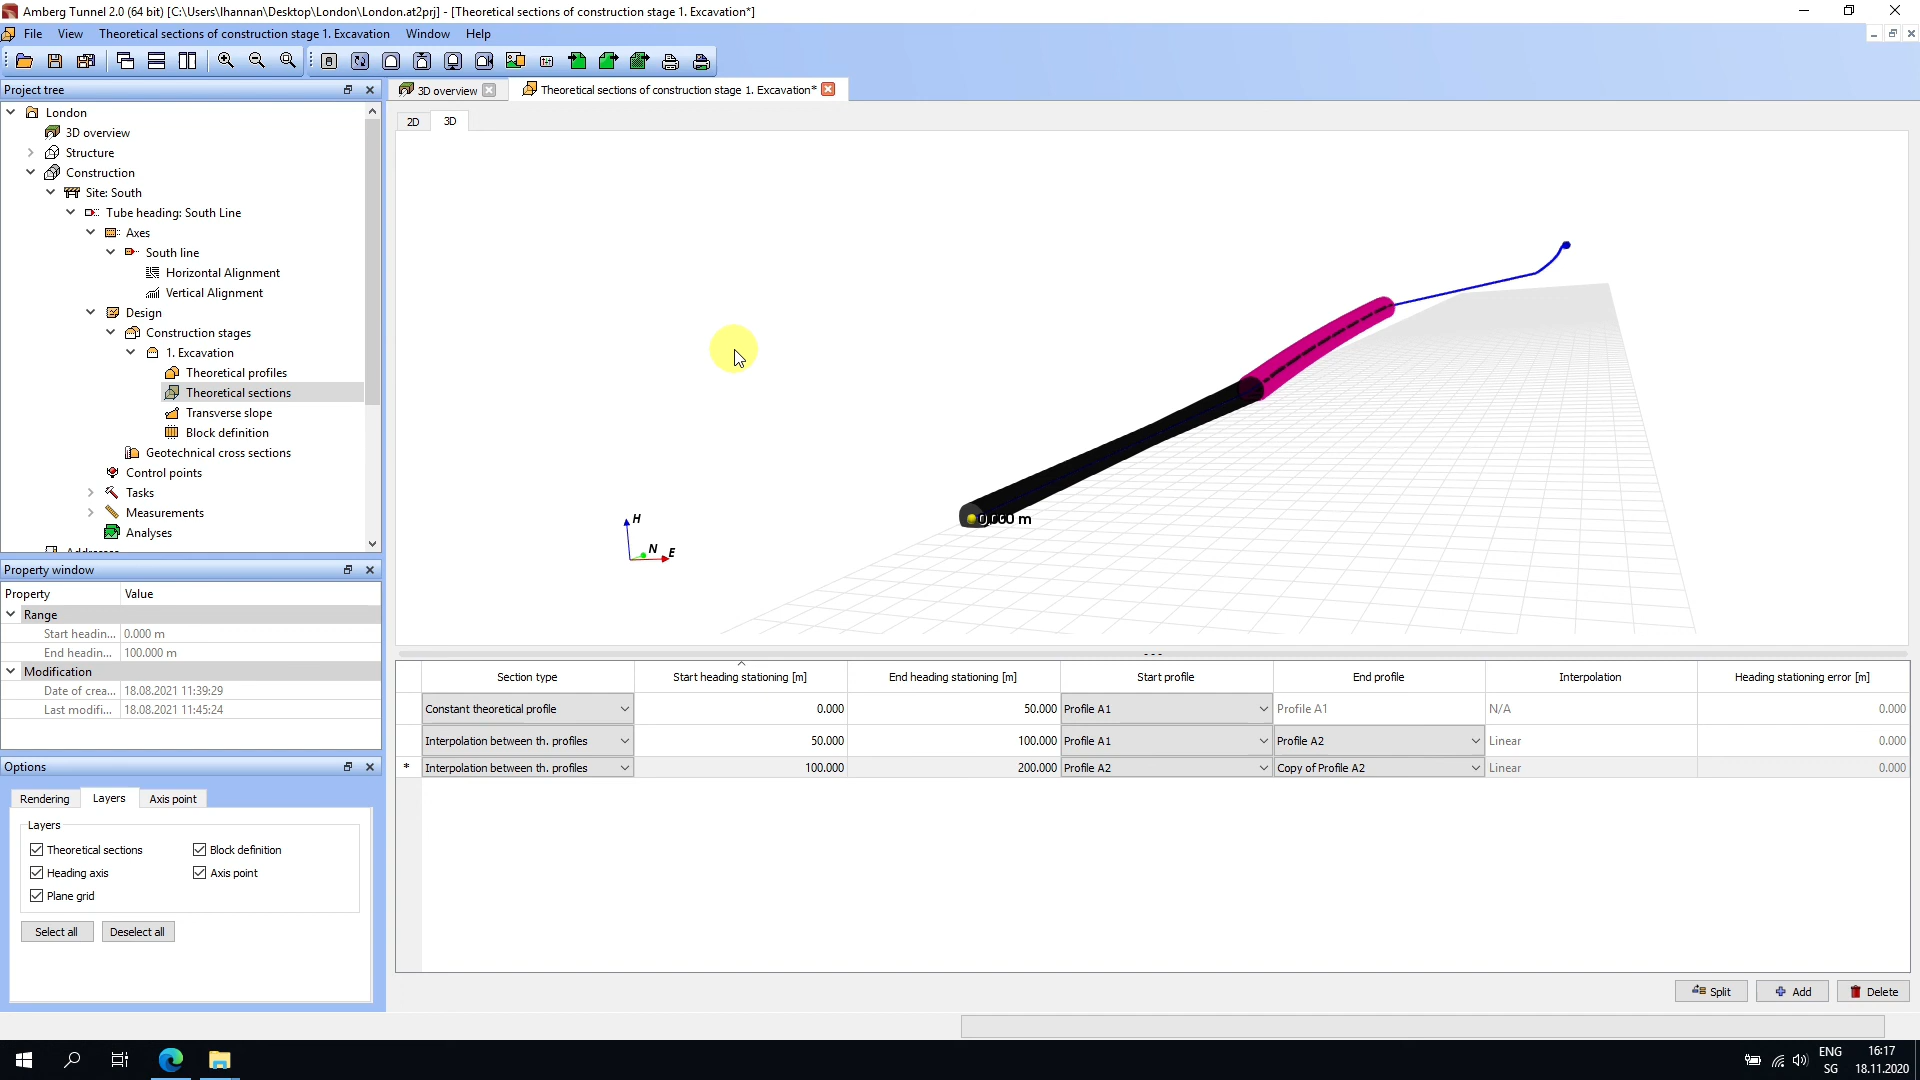 Amberg Tunnel 2.0 (64 bit) [C:\Users\lhannan\Desktop\London\London.at2prj] - [Theoretical sections of construction stage 1. Excavation*]
File View Theoretical sections of construction stage 1. Excavation Window Help
Project tree
3D overview
Theoretical sections of construction stage 1. Excavation*
2D
3D
London
3D overview
Structure
Construction
Site: South
Tube heading: South Line
Axes
South line
Horizontal Alignment
Vertical Alignment
Design
Construction stages
1. Excavation
Theoretical profiles
Theoretical sections
Transverse slope
Block definition
Geotechnical cross sections
Control points
Tasks
Measurements
Analyses
H
N
E
0.000 m
Property window
Property Value
Range
Start headin... 0.000 m
End headin... 100.000 m
Modification
Date of crea... 18.08.2021 11:39:29
Last modifi... 18.08.2021 11:45:24
Options
Rendering Layers Axis point
Layers
Theoretical sections Block definition
Heading axis Axis point
Plane grid
Select all Deselect all
Section type Start heading stationing [m] End heading stationing [m] Start profile End profile Interpolation Heading stationing error [m]
Constant theoretical profile 0.000 50.000 Profile A1 Profile A1 N/A 0.000
Interpolation between th. profiles 50.000 100.000 Profile A1 Profile A2 Linear 0.000
* Interpolation between th. profiles 100.000 200.000 Profile A2 Copy of Profile A2 Linear 0.000
Split Add Delete
ENG
SG
16:17
18.11.2020